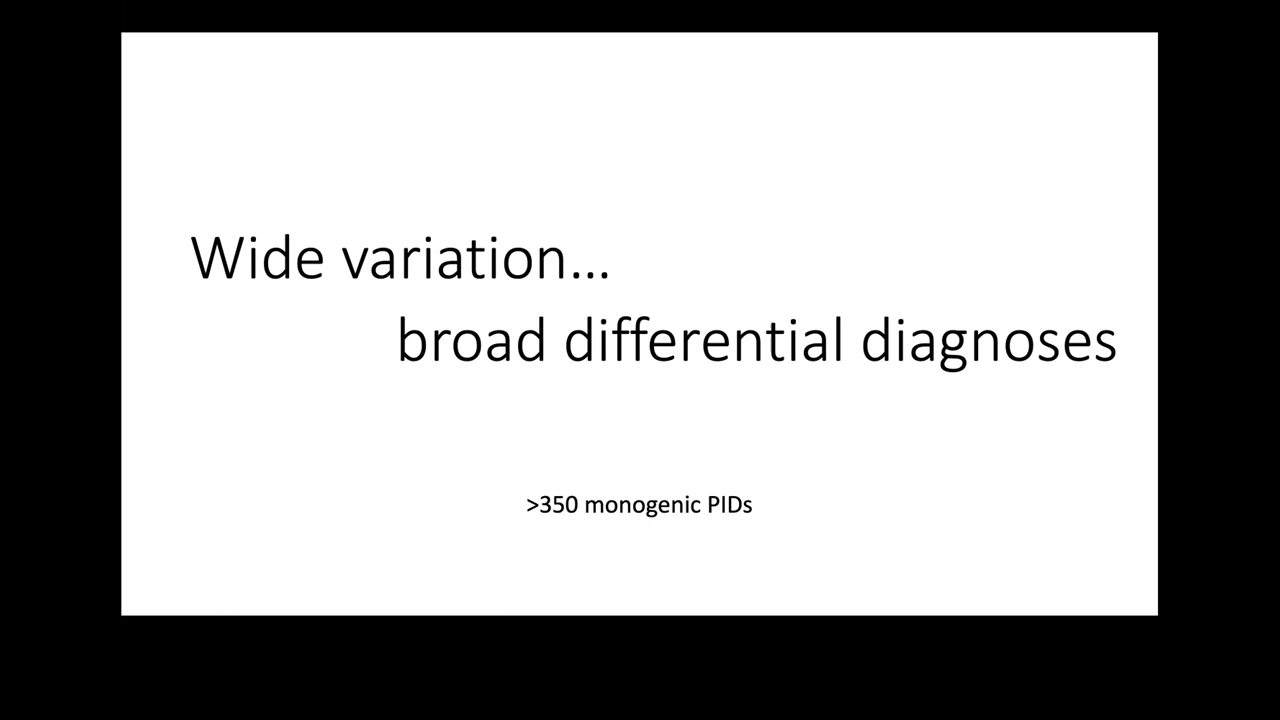 Wide variation...
broad differential diagnoses
>350 monogenic PIDs